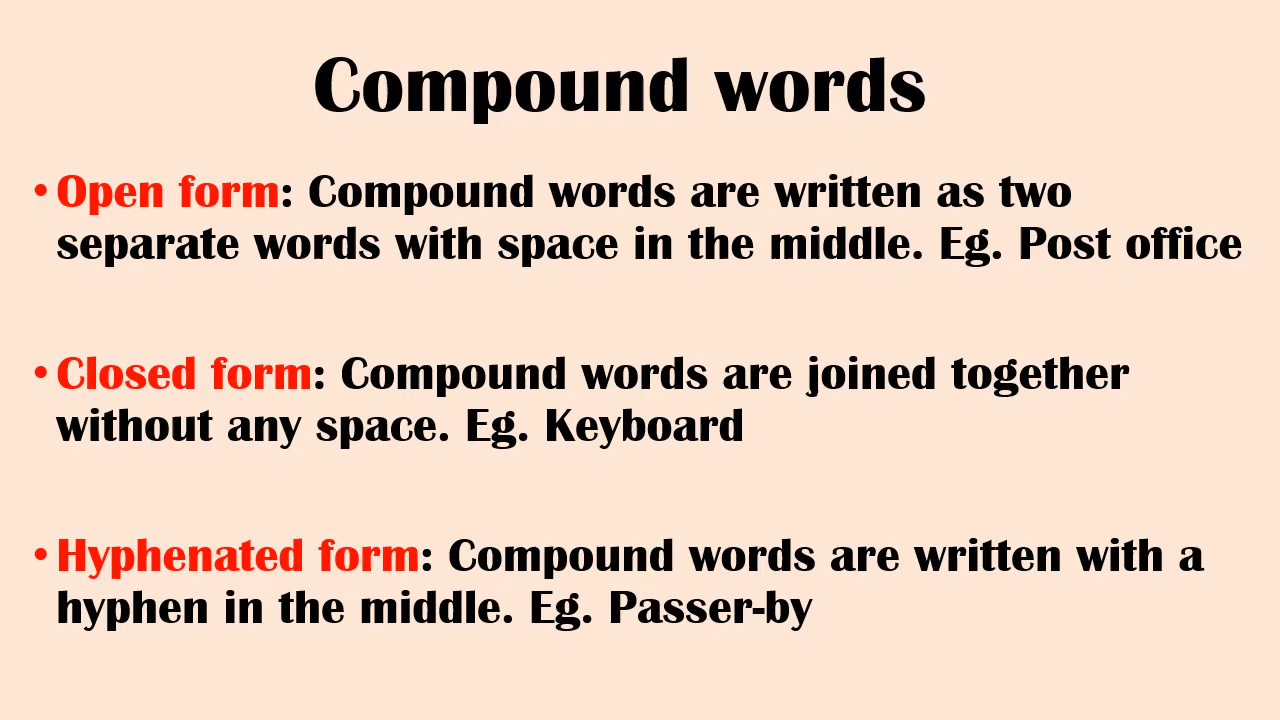 Compound words
• Open form: Compound words are written as two
separate words with space in the middle. Eg. Post office
• Closed form: Compound words are joined together
without any space. Eg. Keyboard
• Hyphenated form: Compound words are written with a
hyphen in the middle. Eg. Passer-by